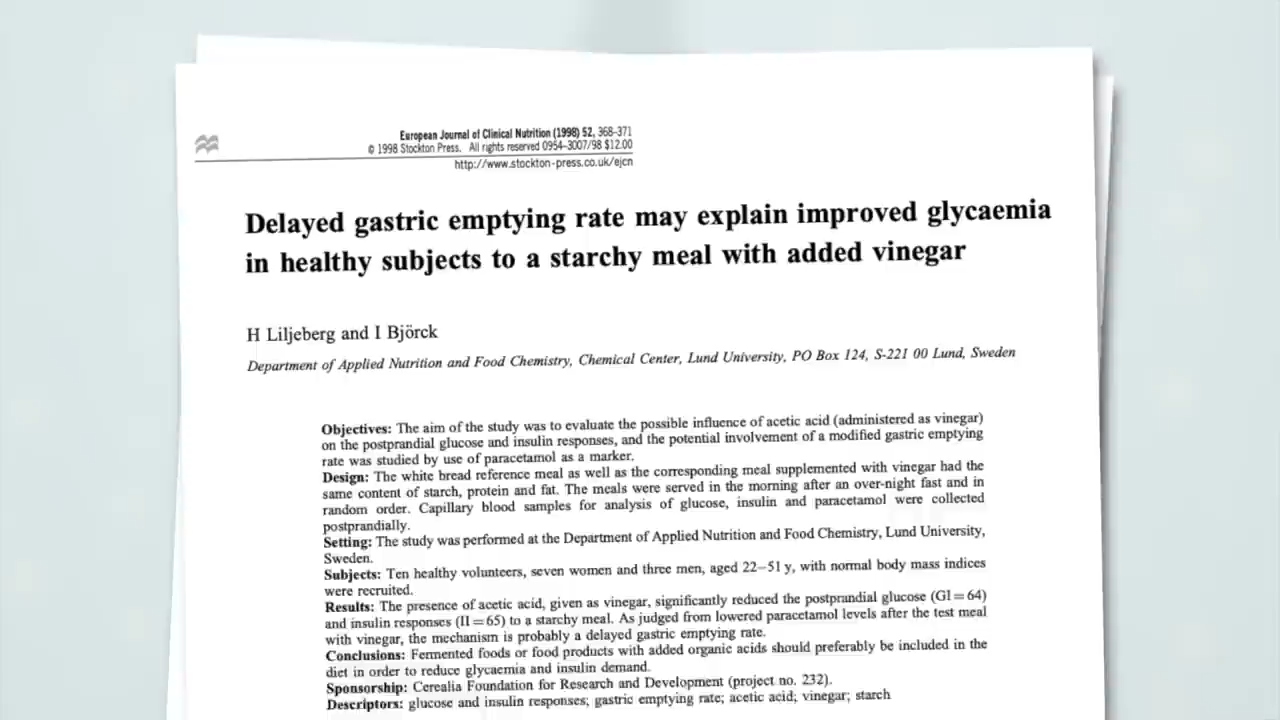 European Journal of Clinical Nutrition (1998) 52, 368–371
© 1998 Stockton Press. All rights reserved 0954-3007/98 $12.00
http://www.stockton-press.co.uk/ejcn
Delayed gastric emptying rate may explain improved glycaemia
in healthy subjects to a starchy meal with added vinegar
H Liljeberg and I Björck
Department of Applied Nutrition and Food Chemistry, Chemical Center, Lund University, PO Box 124, S-221 00 Lund, Sweden
Objectives: The aim of the study was to evaluate the possible influence of acetic acid (administered as vinegar)
on the postprandial glucose and insulin responses, and the potential involvement of a modified gastric emptying
rate was studied by use of paracetamol as a marker.
Design: The white bread reference meal as well as the corresponding meal supplemented with vinegar had the
same content of starch, protein and fat. The meals were served in the morning after an over-night fast and in
random order. Capillary blood samples for analysis of glucose, insulin and paracetamol were collected
postprandially.
Setting: The study was performed at the Department of Applied Nutrition and Food Chemistry, Lund University,
Sweden.
Subjects: Ten healthy volunteers, seven women and three men, aged 22–51 y, with normal body mass indices
were recruited.
Results: The presence of acetic acid, given as vinegar, significantly reduced the postprandial glucose (GI = 64)
and insulin responses (II = 65) to a starchy meal. As judged from lowered paracetamol levels after the test meal
with vinegar, the mechanism is probably a delayed gastric emptying rate.
Conclusions: Fermented foods or food products with added organic acids should preferably be included in the
diet in order to reduce glycaemia and insulin demand.
Sponsorship: Cerealia Foundation for Research and Development (project no. 232).
Descriptors: glucose and insulin responses; gastric emptying rate; acetic acid; vinegar; starch